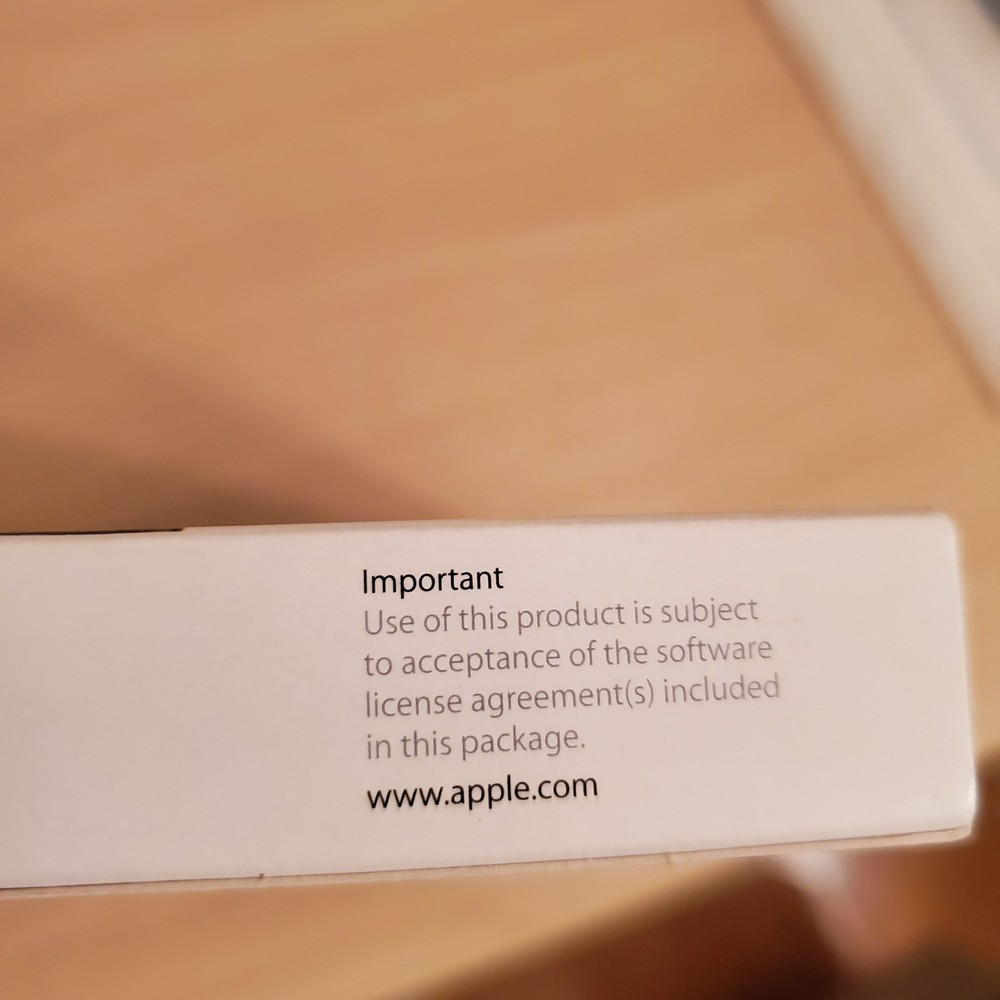 Important
Use of this product is subject
to acceptance of the software
license agreement(s) included
in this package.
www.apple.com